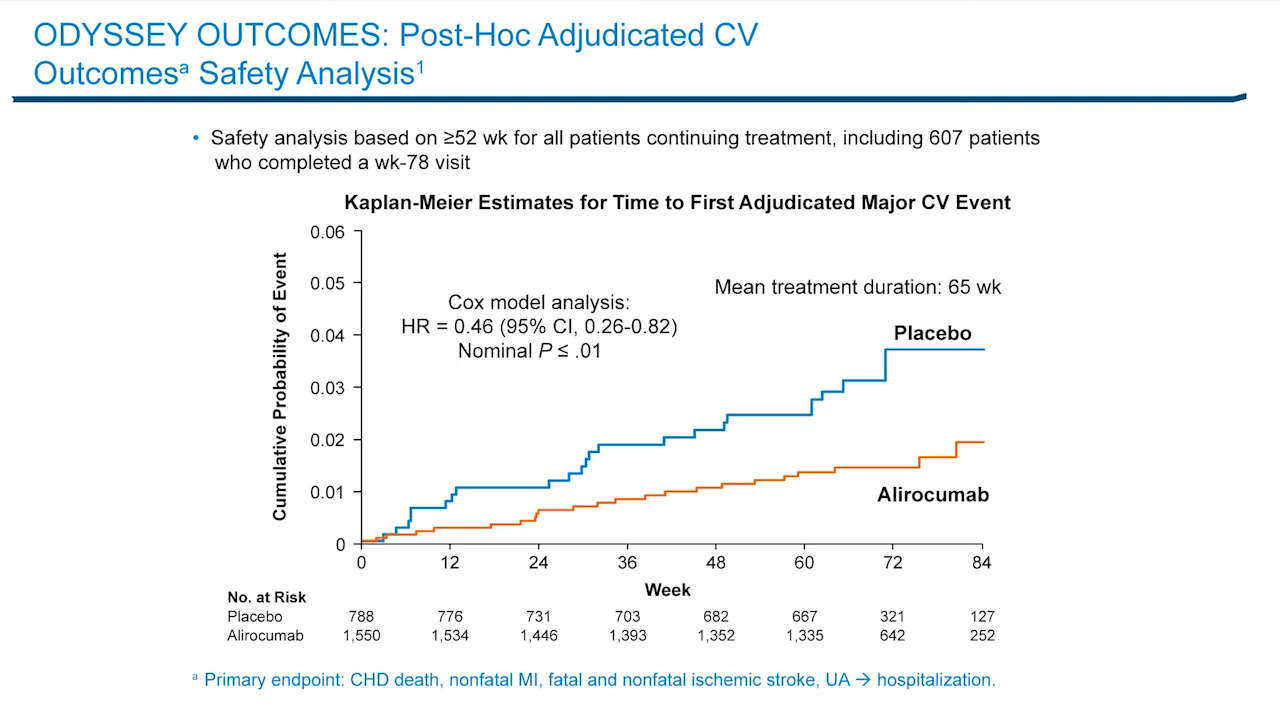 ODYSSEY OUTCOMES: Post-Hoc Adjudicated CV
Outcomesᵃ Safety Analysis¹
• Safety analysis based on ≥52 wk for all patients continuing treatment, including 607 patients
who completed a wk-78 visit
Kaplan-Meier Estimates for Time to First Adjudicated Major CV Event
Cumulative Probability of Event
0.06
0.05
0.04
0.03
0.02
0.01
0
Cox model analysis:
HR = 0.46 (95% CI, 0.26-0.82)
Nominal P ≤ .01
Mean treatment duration: 65 wk
Placebo
Alirocumab
0 12 24 36 48 60 72 84
Week
No. at Risk
Placebo 788 776 731 703 682 667 321 127
Alirocumab 1,550 1,534 1,446 1,393 1,352 1,335 642 252
ᵃ Primary endpoint: CHD death, nonfatal MI, fatal and nonfatal ischemic stroke, UA → hospitalization.